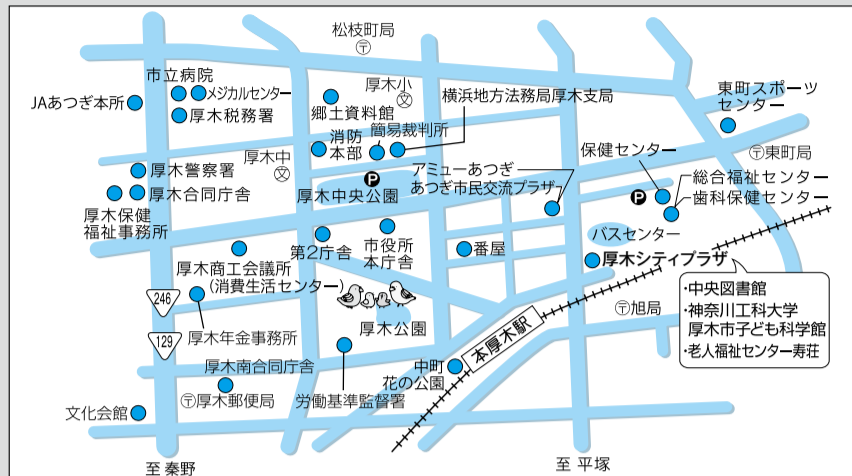 松枝町局
〒
市立病院
メジカルセンター
JAあつぎ本所
厚木税務署
郷土資料館
厚木小
文
横浜地方法務局厚木支局
東町スポーツ
センター
簡易裁判所
消防
本部
厚木中
文
保健センター
〒東町局
厚木警察署
厚木合同庁舎
P
厚木中央公園
アミューあつぎ
あつぎ市民交流プラザ
P
総合福祉センター
歯科保健センター
厚木保健
福祉事務所
第2庁舎
市役所
本庁舎
番屋
バスセンター
厚木シティプラザ
厚木商工会議所
(消費生活センター)
・中央図書館
・神奈川工科大学
厚木市子ども科学館
・老人福祉センター寿荘
246
厚木年金事務所
厚木公園
本厚木駅
〒旭局
129
厚木南合同庁舎
中町
花の公園
〒厚木郵便局
労働基準監督署
文化会館
至 秦野
至 平塚